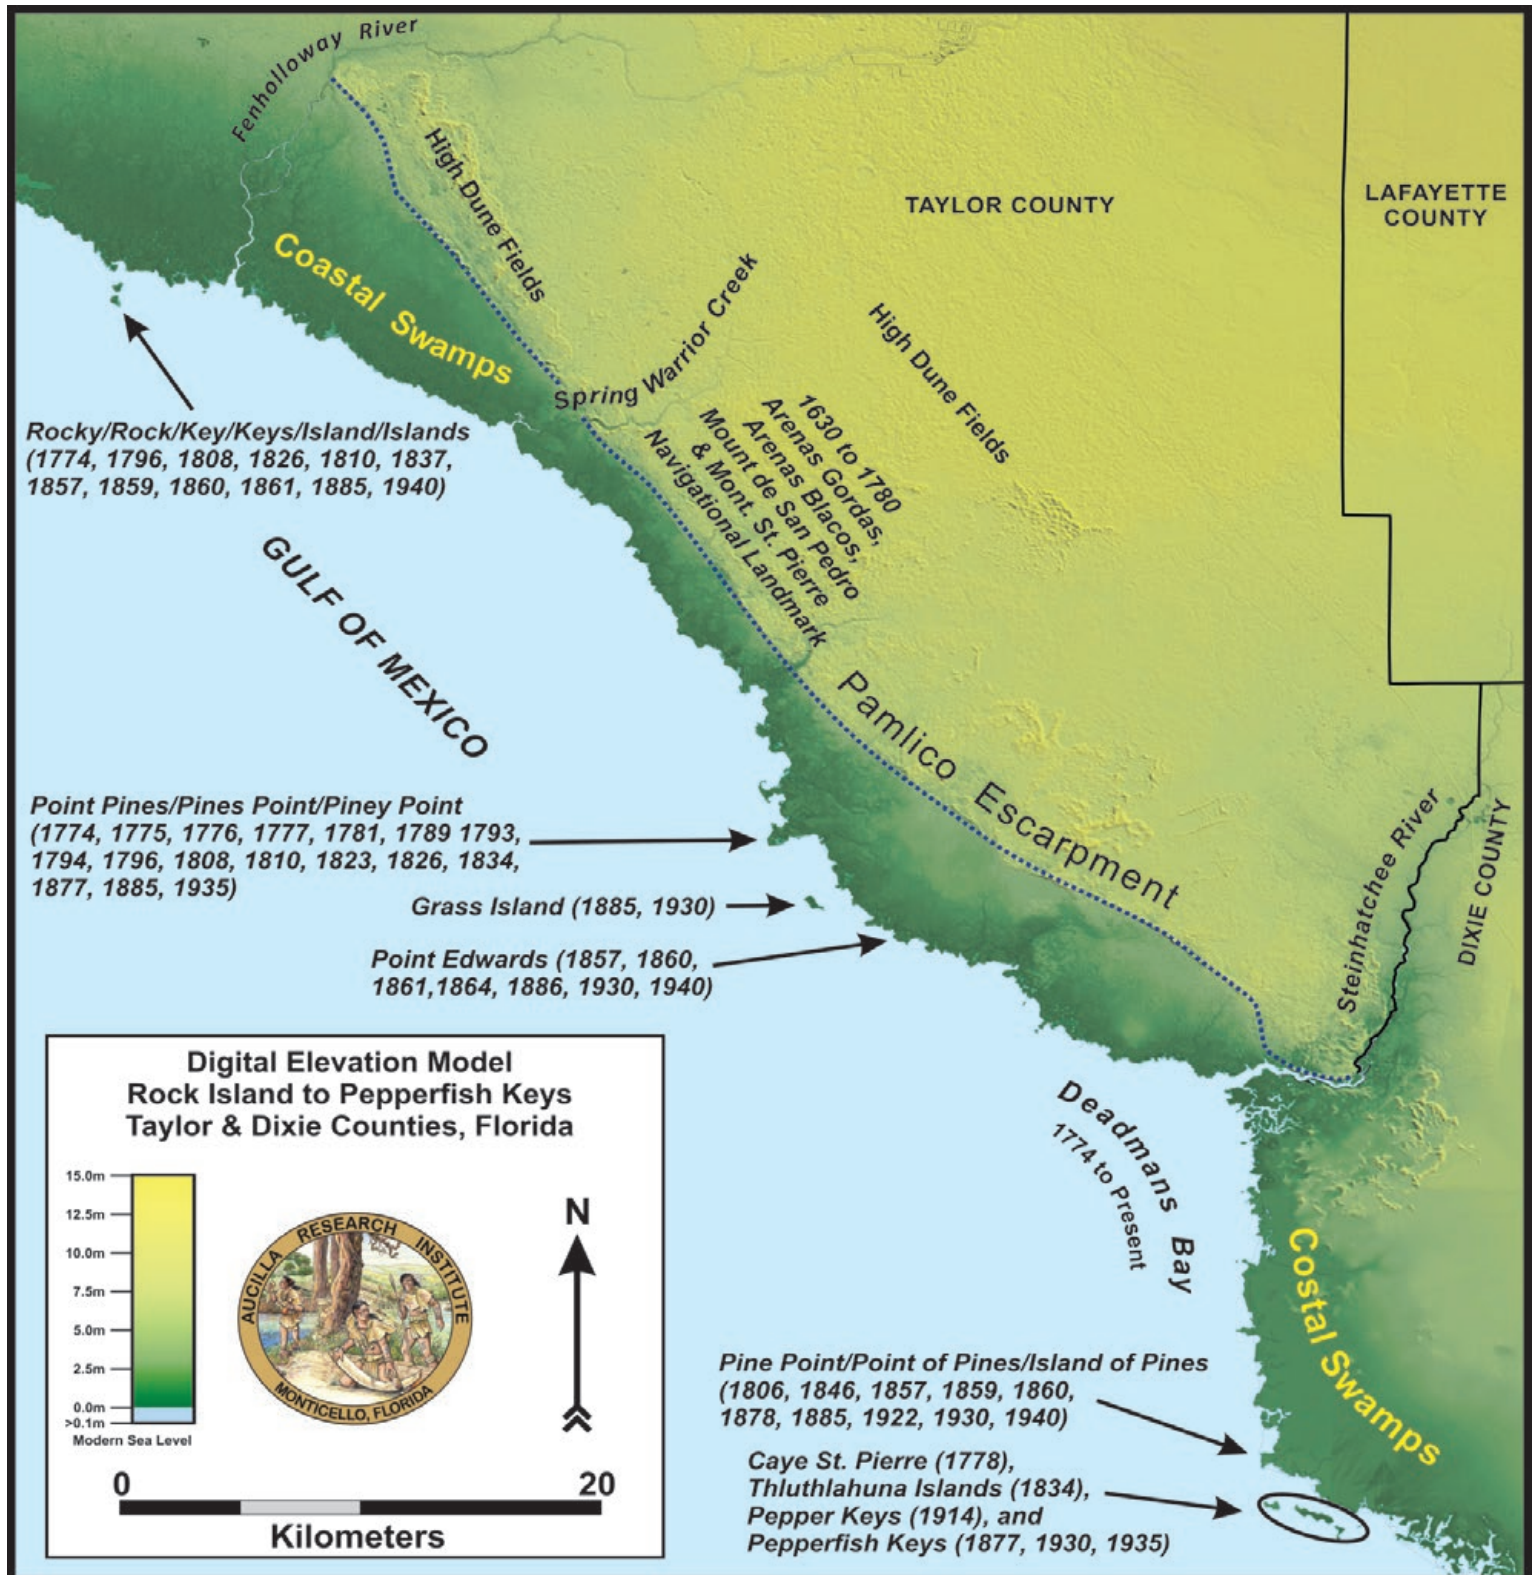 Fenholloway River
High Dune Fields
TAYLOR COUNTY
LAFAYETTE
COUNTY
Coastal Swamps
Spring Warrior Creek
High Dune Fields
1630 to 1780
Arenas Gordas,
Arenas Blacos,
Mount de San Pedro
& Mont. St. Pierre
Navigational Landmark
Rocky/Rock/Key/Keys/Island/Islands
(1774, 1796, 1808, 1826, 1810, 1837,
1857, 1859, 1860, 1861, 1885, 1940)
GULF OF MEXICO
Pamlico Escarpment
Point Pines/Pines Point/Piney Point
(1774, 1775, 1776, 1777, 1781, 1789 1793,
1794, 1796, 1808, 1810, 1823, 1826, 1834,
1877, 1885, 1935)
Grass Island (1885, 1930)
Point Edwards (1857, 1860,
1861,1864, 1886, 1930, 1940)
Steinhatchee River
DIXIE COUNTY
Deadmans Bay
1774 to Present
Costal Swamps
Pine Point/Point of Pines/Island of Pines
(1806, 1846, 1857, 1859, 1860,
1878, 1885, 1922, 1930, 1940)
Caye St. Pierre (1778),
Thluthlahuna Islands (1834),
Pepper Keys (1914), and
Pepperfish Keys (1877, 1930, 1935)
Digital Elevation Model
Rock Island to Pepperfish Keys
Taylor & Dixie Counties, Florida
15.0m
12.5m
10.0m
7.5m
5.0m
2.5m
0.0m
>0.1m
Modern Sea Level
AUCILLA RESEARCH INSTITUTE
MONTICELLO, FLORIDA
N
0 20
Kilometers